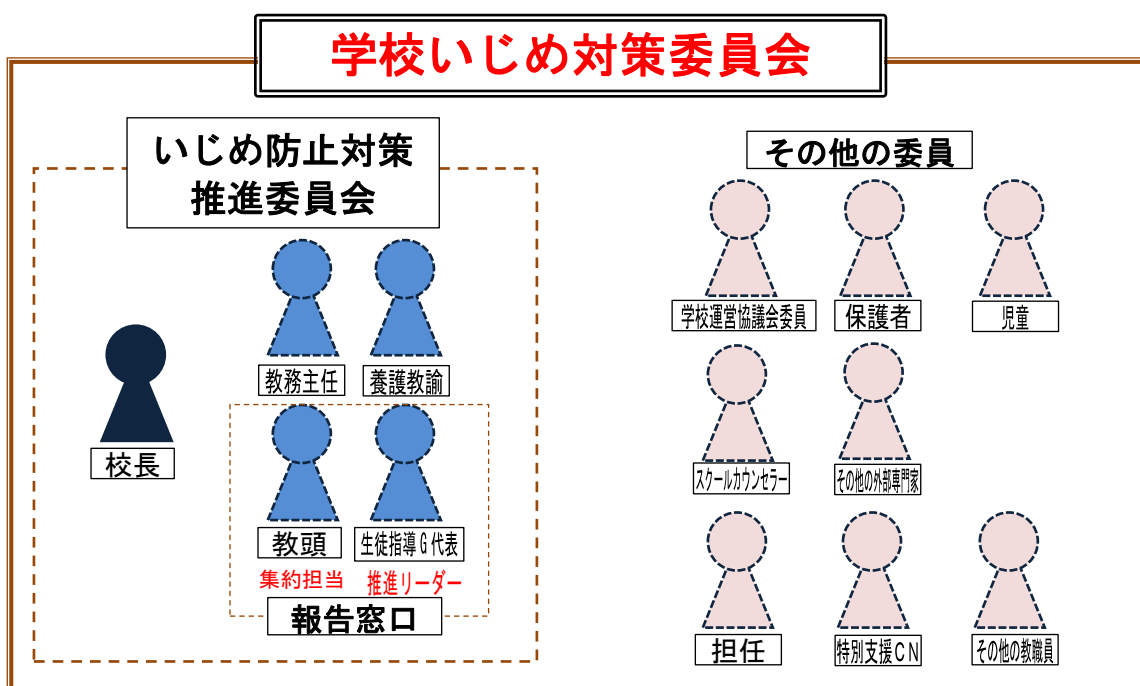 学校いじめ対策委員会
いじめ防止対策
推進委員会
教務主任
養護教諭
校長
教頭
生徒指導G代表
集約担当
推進リーダー
報告窓口
その他の委員
学校運営協議会委員
保護者
児童
スクールカウンセラー
その他の外部専門家
担任
特別支援CN
その他の教職員